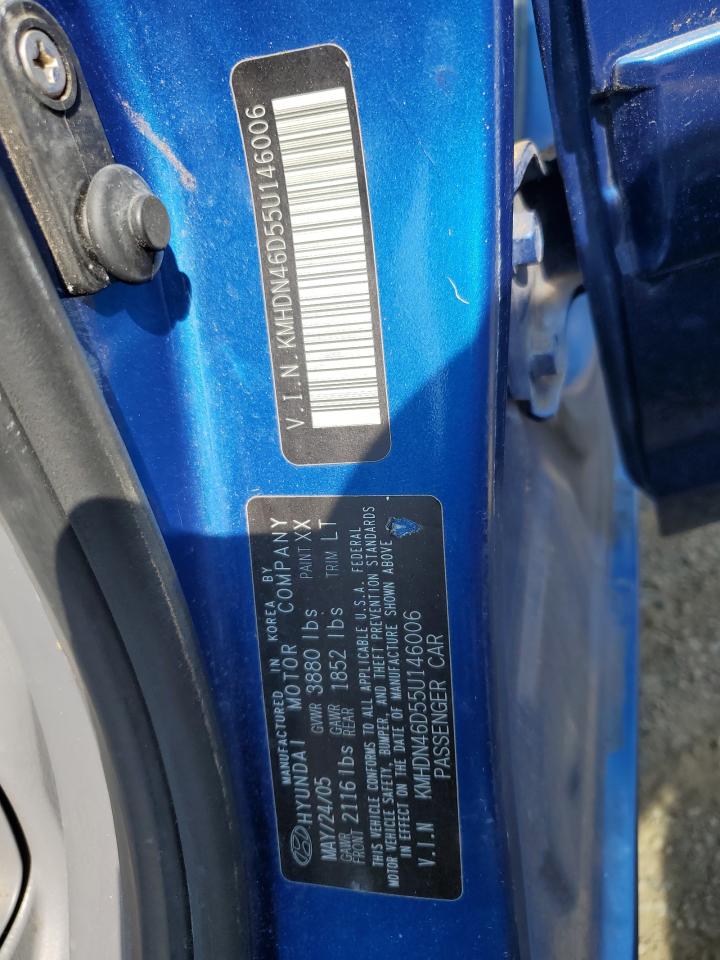 V.I.N.KMHDN46D55U146006
MANUFACTURED IN KOREA BY
HYUNDAI MOTOR COMPANY
MAY/24/05 GVWR 3880 lbs PAINT XX
GAWR FRONT 2116 lbs GAWR REAR 1852 lbs TRIM LT
THIS VEHICLE CONFORMS TO ALL APPLICABLE U.S.A. FEDERAL
MOTOR VEHICLE SAFETY, BUMPER, AND THEFT PREVENTION STANDARDS
IN EFFECT ON THE DATE OF MANUFACTURE SHOWN ABOVE
V.I.N KMHDN46D55U146006
PASSENGER CAR